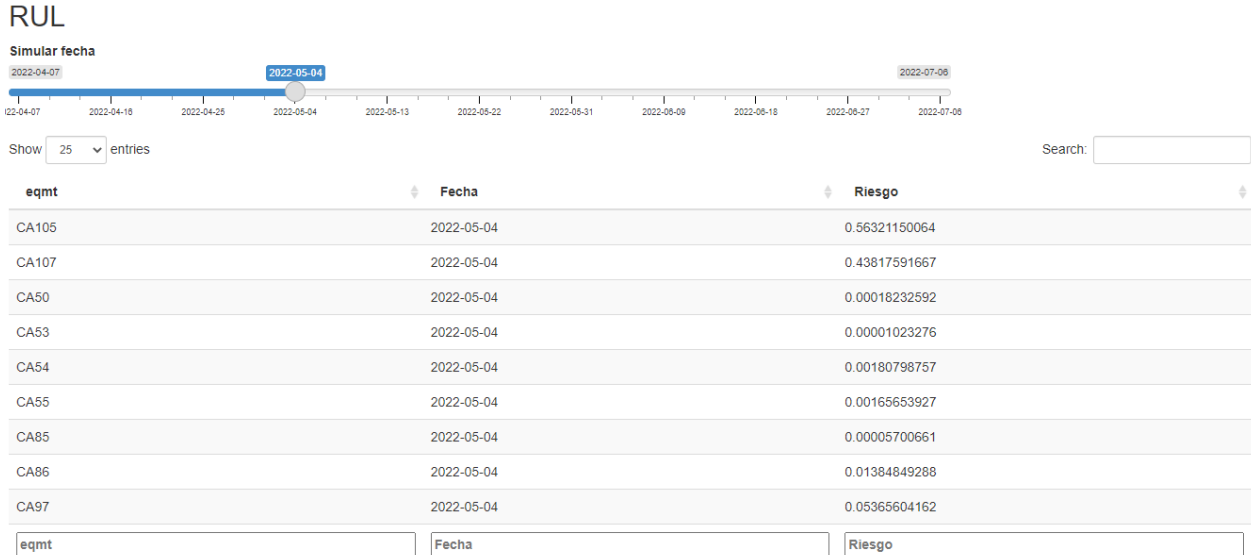 RUL
Simular fecha
2022-04-07 2022-05-04 2022-07-06
22-04-07 2022-04-16 2022-04-25 2022-05-04 2022-05-13 2022-05-22 2022-05-31 2022-06-09 2022-06-18 2022-06-27 2022-07-06
Show 25 entries Search:
eqmt Fecha Riesgo
CA105 2022-05-04 0.56321150064
CA107 2022-05-04 0.43817591667
CA50 2022-05-04 0.00018232592
CA53 2022-05-04 0.00001023276
CA54 2022-05-04 0.00180798757
CA55 2022-05-04 0.00165653927
CA85 2022-05-04 0.00005700661
CA86 2022-05-04 0.01384849288
CA97 2022-05-04 0.05365604162
eqmt Fecha Riesgo